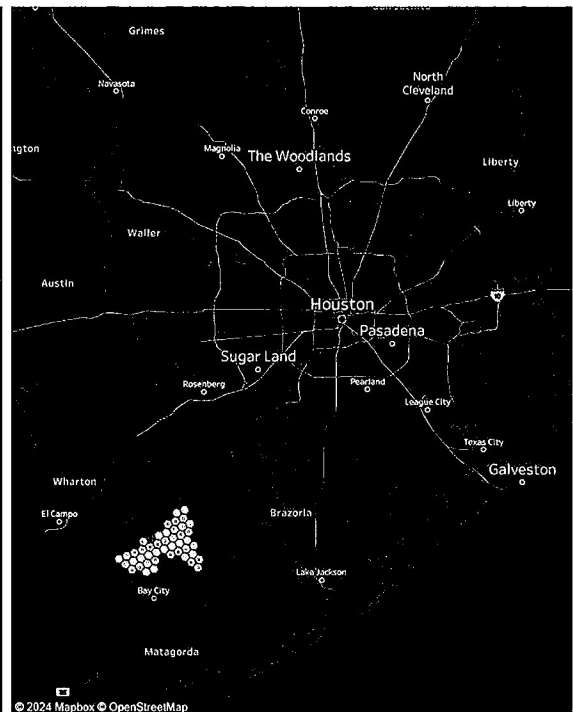 Grimes
Navasota
North
Cleveland
Conroe
Magnolia
The Woodlands
ngton
Liberty
Liberty
Waller
Austin
Houston
Pasadena
Sugar Land
Rosenberg
Pearland
League City
Texas City
Galveston
Wharton
El Campo
Brazoria
Lake Jackson
Bay City
Matagorda
© 2024 Mapbox © OpenStreetMap